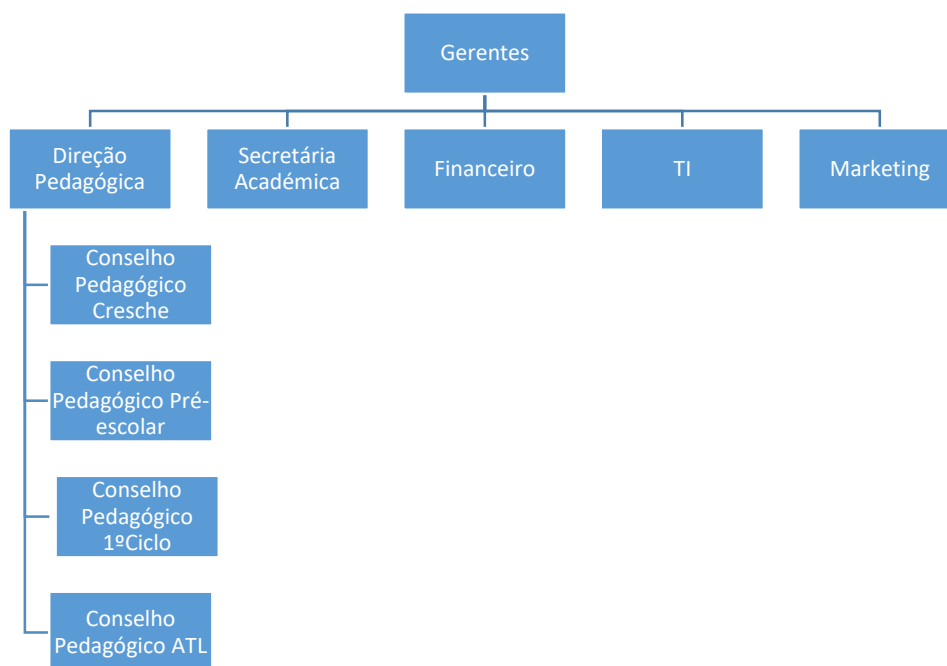 Gerentes
Direção
Pedagógica
Secretária
Académica
Financeiro
TI
Marketing
Conselho
Pedagógico
Cresche
Conselho
Pedagógico Pré-
escolar
Conselho
Pedagógico
1ºCiclo
Conselho
Pedagógico ATL